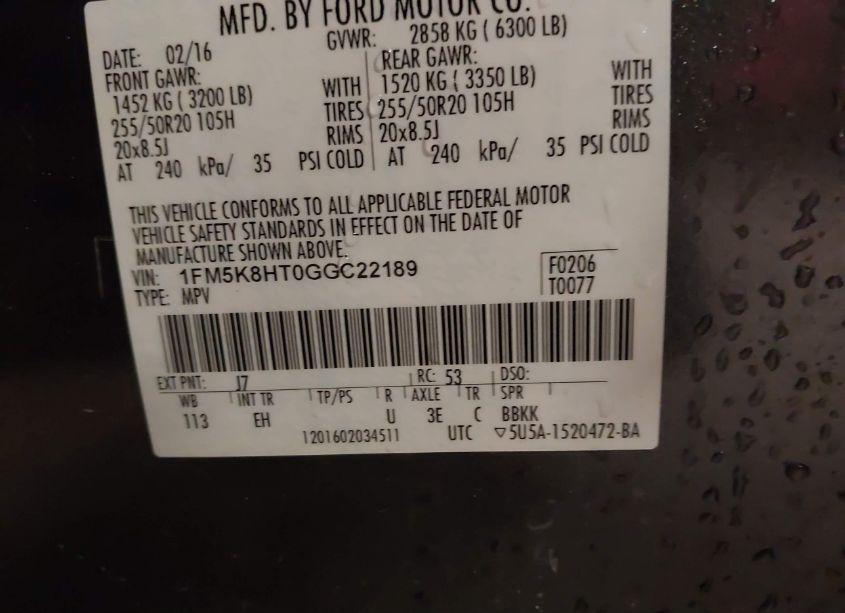 MFD. BY FORD MOTOR CO.
DATE: 02/16 GVWR: 2858 KG ( 6300 LB)
FRONT GAWR: REAR GAWR:
1452 KG ( 3200 LB) WITH 1520 KG ( 3350 LB) WITH
255/50R20 105H TIRES 255/50R20 105H TIRES
20x8.5J RIMS 20x8.5J RIMS
AT 240 kPa/ 35 PSI COLD AT 240 kPa/ 35 PSI COLD
THIS VEHICLE CONFORMS TO ALL APPLICABLE FEDERAL MOTOR
VEHICLE SAFETY STANDARDS IN EFFECT ON THE DATE OF
MANUFACTURE SHOWN ABOVE.
VIN: 1FM5K8HT0GGC22189 F0206
TYPE: MPV T0077
EXT PNT: J7 RC: 53 DSO:
WB INT TR TP/PS R AXLE TR SPR
113 EH U 3E C BBKK
1201602034511 UTC ▽5U5A-1520472-BA